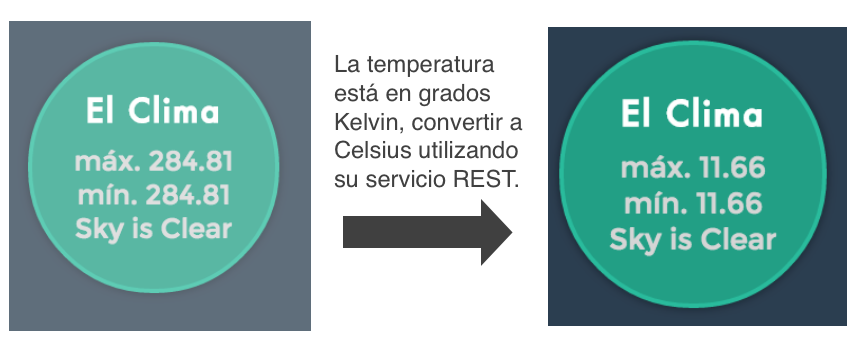 El Clima
máx. 284.81
mín. 284.81
Sky is Clear
La temperatura
está en grados
Kelvin, convertir a
Celsius utilizando
su servicio REST.
El Clima
máx. 11.66
mín. 11.66
Sky is Clear